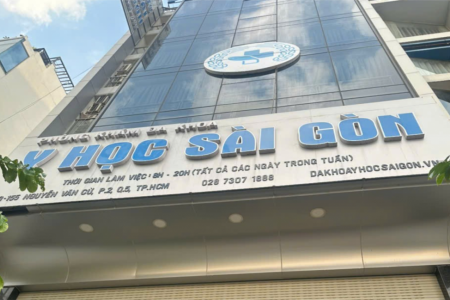 PHÒNG KHÁM ĐA KHOA
Y HỌC SÀI GÒN
THỜI GIAN LÀM VIỆC: 8H - 20H (TẤT CẢ CÁC NGÀY TRONG TUẦN)
-155 NGUYỄN VĂN CỪ, P.2, Q.5, TP.HCM 028 7307 1888 DAKHOAYHOCSAIGON.VN